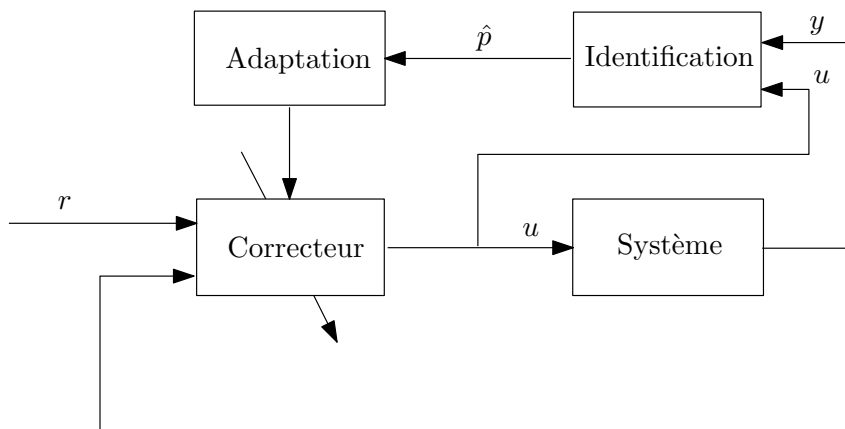 Adaptation
p̂
Identification
y
u
r
Correcteur
u
Système